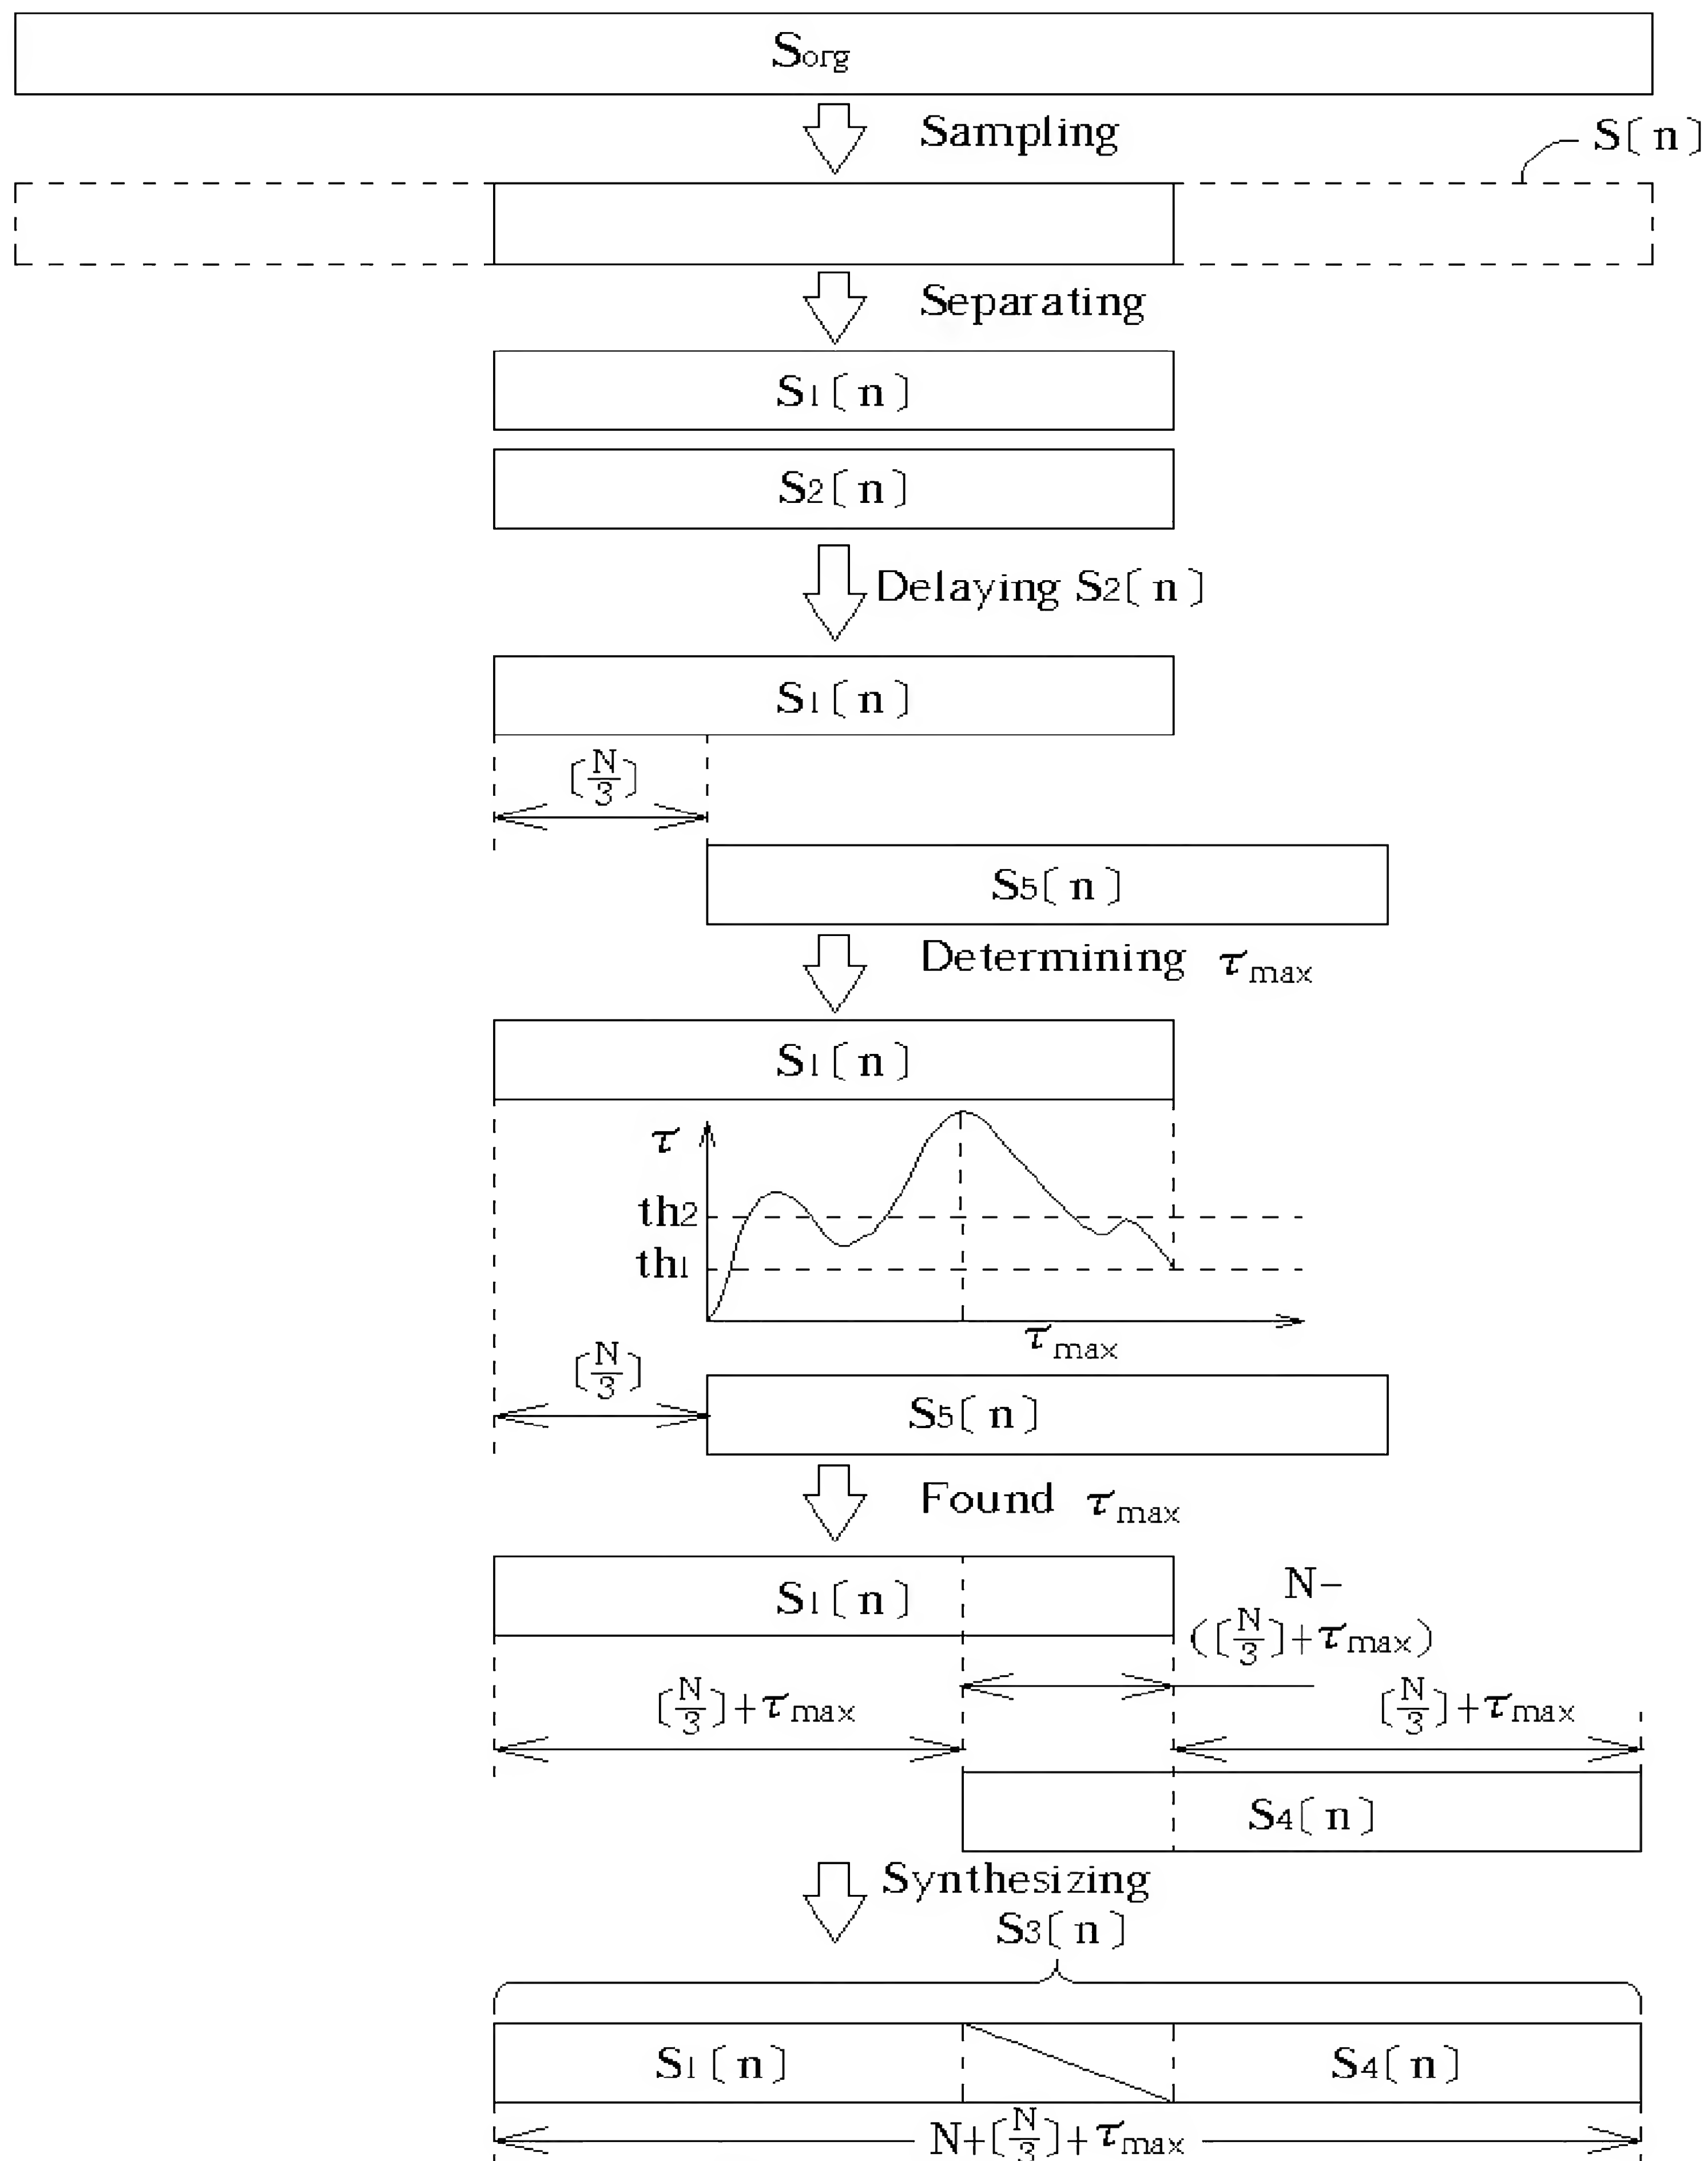 Sorg
Sampling
S[n]
Separating
S1[n]
S2[n]
Delaying S2[n]
S1[n]
[N/3]
S5[n]
Determining τmax
S1[n]
τ
th2
th1
τmax
[N/3]
S5[n]
Found τmax
S1[n]
N−
([N/3]+τmax)
[N/3]+τmax
[N/3]+τmax
S4[n]
Synthesizing
S3[n]
S1[n]
S4[n]
N+[N/3]+τmax